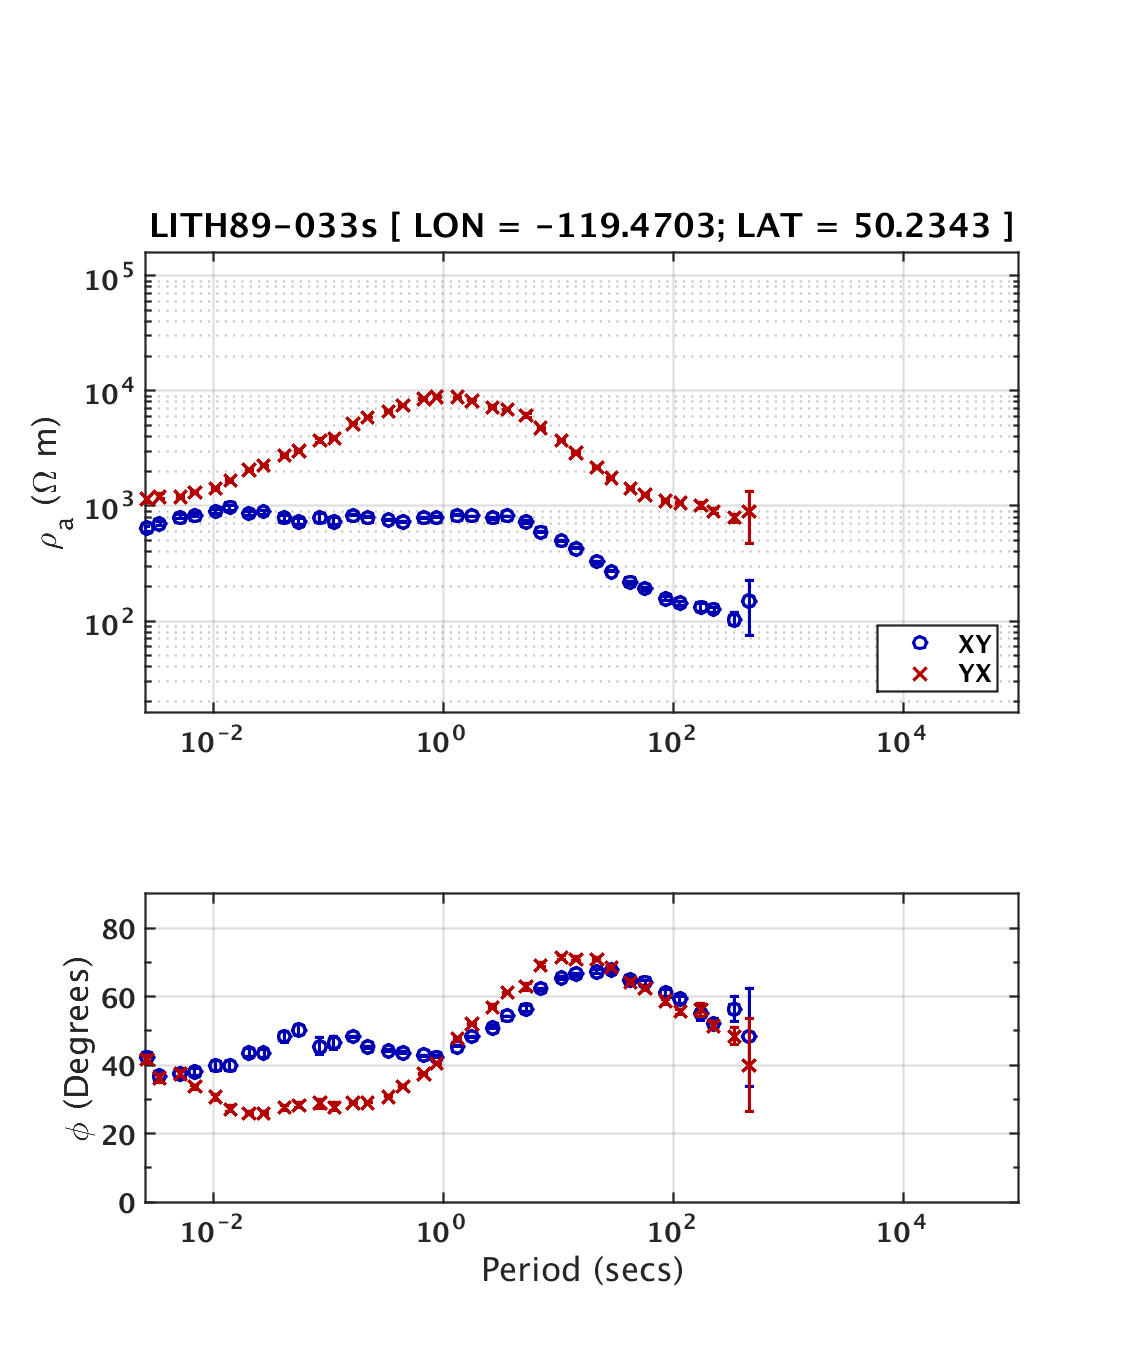 LITH89-033s [ LON = -119.4703; LAT = 50.2343 ]
10^5
10^4
10^3
10^2
ρ_a (Ω m)
XY
YX
10^-2 10^0 10^2 10^4
80
60
40
20
0
ϕ (Degrees)
10^-2 10^0 10^2 10^4
Period (secs)